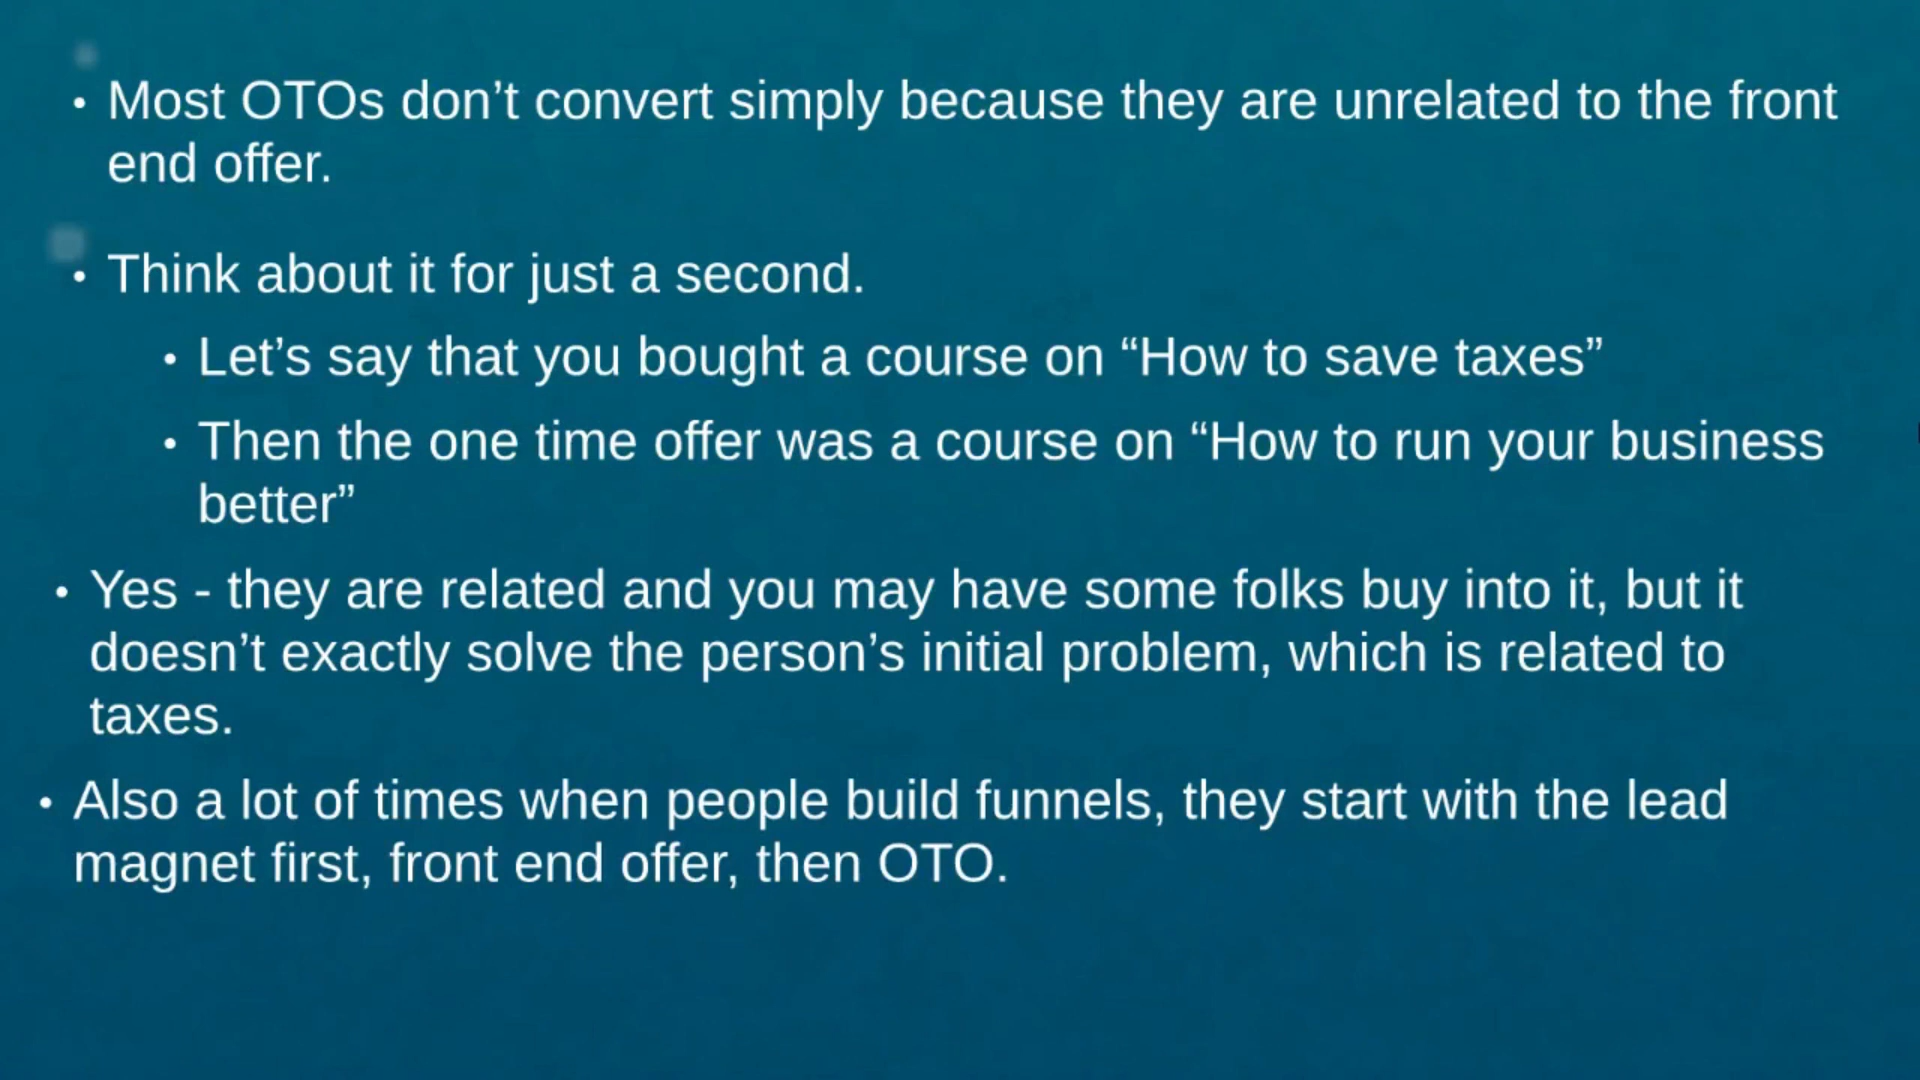 • Most OTOs don’t convert simply because they are unrelated to the front
end offer.
• Think about it for just a second.
• Let’s say that you bought a course on “How to save taxes”
• Then the one time offer was a course on “How to run your business
better”
• Yes - they are related and you may have some folks buy into it, but it
doesn’t exactly solve the person’s initial problem, which is related to
taxes.
• Also a lot of times when people build funnels, they start with the lead
magnet first, front end offer, then OTO.